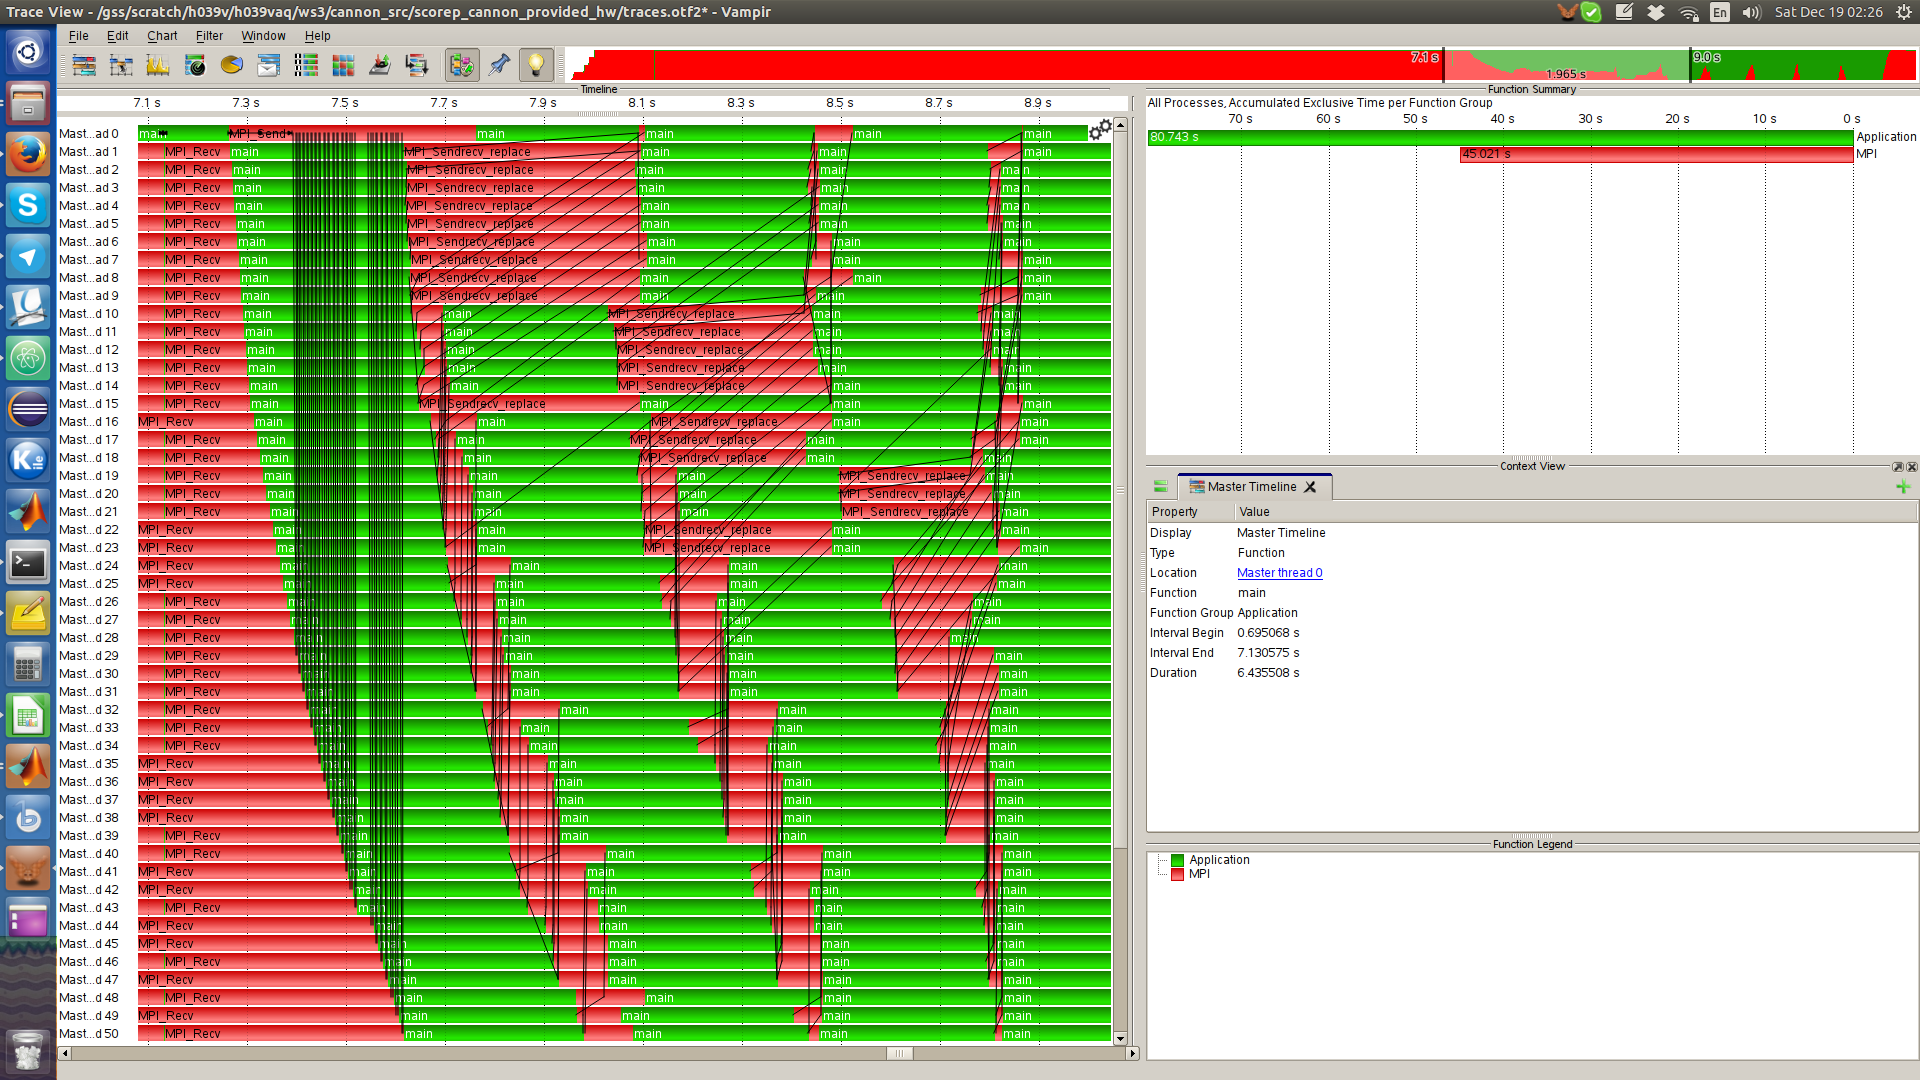 Trace View - /gss/scratch/h039v/h039vaq/ws3/cannon_src/scorep_cannon_provided_hw/traces.otf2* - Vampir
En
Sat Dec 19 02:26
File Edit Chart Filter Window Help
7.1 s
1.965 s
9.0 s
Timeline
7.1 s 7.3 s 7.5 s 7.7 s 7.9 s 8.1 s 8.3 s 8.5 s 8.7 s 8.9 s
Mast...ad 0 main MPI_Send main main main main
Mast...ad 1 MPI_Recv main MPI_Sendrecv_replace main main main
Mast...ad 2 MPI_Recv main MPI_Sendrecv_replace main main main
Mast...ad 3 MPI_Recv main MPI_Sendrecv_replace main main main
Mast...ad 4 MPI_Recv main MPI_Sendrecv_replace main main main
Mast...ad 5 MPI_Recv main MPI_Sendrecv_replace main main main
Mast...ad 6 MPI_Recv main MPI_Sendrecv_replace main main main
Mast...ad 7 MPI_Recv main MPI_Sendrecv_replace main main main
Mast...ad 8 MPI_Recv main MPI_Sendrecv_replace main main main
Mast...ad 9 MPI_Recv main MPI_Sendrecv_replace main main main
Mast...d 10 MPI_Recv main main MPI_Sendrecv_replace main main
Mast...d 11 MPI_Recv main main MPI_Sendrecv_replace main main
Mast...d 12 MPI_Recv main main MPI_Sendrecv_replace main main
Mast...d 13 MPI_Recv main main MPI_Sendrecv_replace main main
Mast...d 14 MPI_Recv main main MPI_Sendrecv_replace main main
Mast...d 15 MPI_Recv main MPI_Sendrecv_replace main main main
Mast...d 16 MPI_Recv main main MPI_Sendrecv_replace main main
Mast...d 17 MPI_Recv main main MPI_Sendrecv_replace main main
Mast...d 18 MPI_Recv main main MPI_Sendrecv_replace main main
Mast...d 19 MPI_Recv main main main MPI_Sendrecv_replace main
Mast...d 20 MPI_Recv main main main MPI_Sendrecv_replace main
Mast...d 21 MPI_Recv main main main MPI_Sendrecv_replace main
Mast...d 22 MPI_Recv main main MPI_Sendrecv_replace main main
Mast...d 23 MPI_Recv main main MPI_Sendrecv_replace main main
Mast...d 24 MPI_Recv main main main main
Mast...d 25 MPI_Recv main main main main
Mast...d 26 MPI_Recv main main main main
Mast...d 27 MPI_Recv main main main main
Mast...d 28 MPI_Recv main main main main
Mast...d 29 MPI_Recv main main main main
Mast...d 30 MPI_Recv main main main main
Mast...d 31 MPI_Recv main main main main
Mast...d 32 MPI_Recv main main main main
Mast...d 33 MPI_Recv main main main main
Mast...d 34 MPI_Recv main main main main
Mast...d 35 MPI_Recv main main main main
Mast...d 36 MPI_Recv main main main main
Mast...d 37 MPI_Recv main main main main
Mast...d 38 MPI_Recv main main main main
Mast...d 39 MPI_Recv main main main main
Mast...d 40 MPI_Recv main main main main
Mast...d 41 MPI_Recv main main main main
Mast...d 42 MPI_Recv main main main main
Mast...d 43 MPI_Recv main main main main
Mast...d 44 MPI_Recv main main main main
Mast...d 45 MPI_Recv main main main main
Mast...d 46 MPI_Recv main main main main
Mast...d 47 MPI_Recv main main main main
Mast...d 48 MPI_Recv main main main main
Mast...d 49 MPI_Recv main main main main
Mast...d 50 MPI_Recv main main main main
Function Summary
All Processes, Accumulated Exclusive Time per Function Group
70 s 60 s 50 s 40 s 30 s 20 s 10 s 0 s
80.743 s Application
45.021 s MPI
Context View
Master Timeline
Property Value
Display Master Timeline
Type Function
Location Master thread 0
Function main
Function Group Application
Interval Begin 0.695068 s
Interval End 7.130575 s
Duration 6.435508 s
Function Legend
Application
MPI